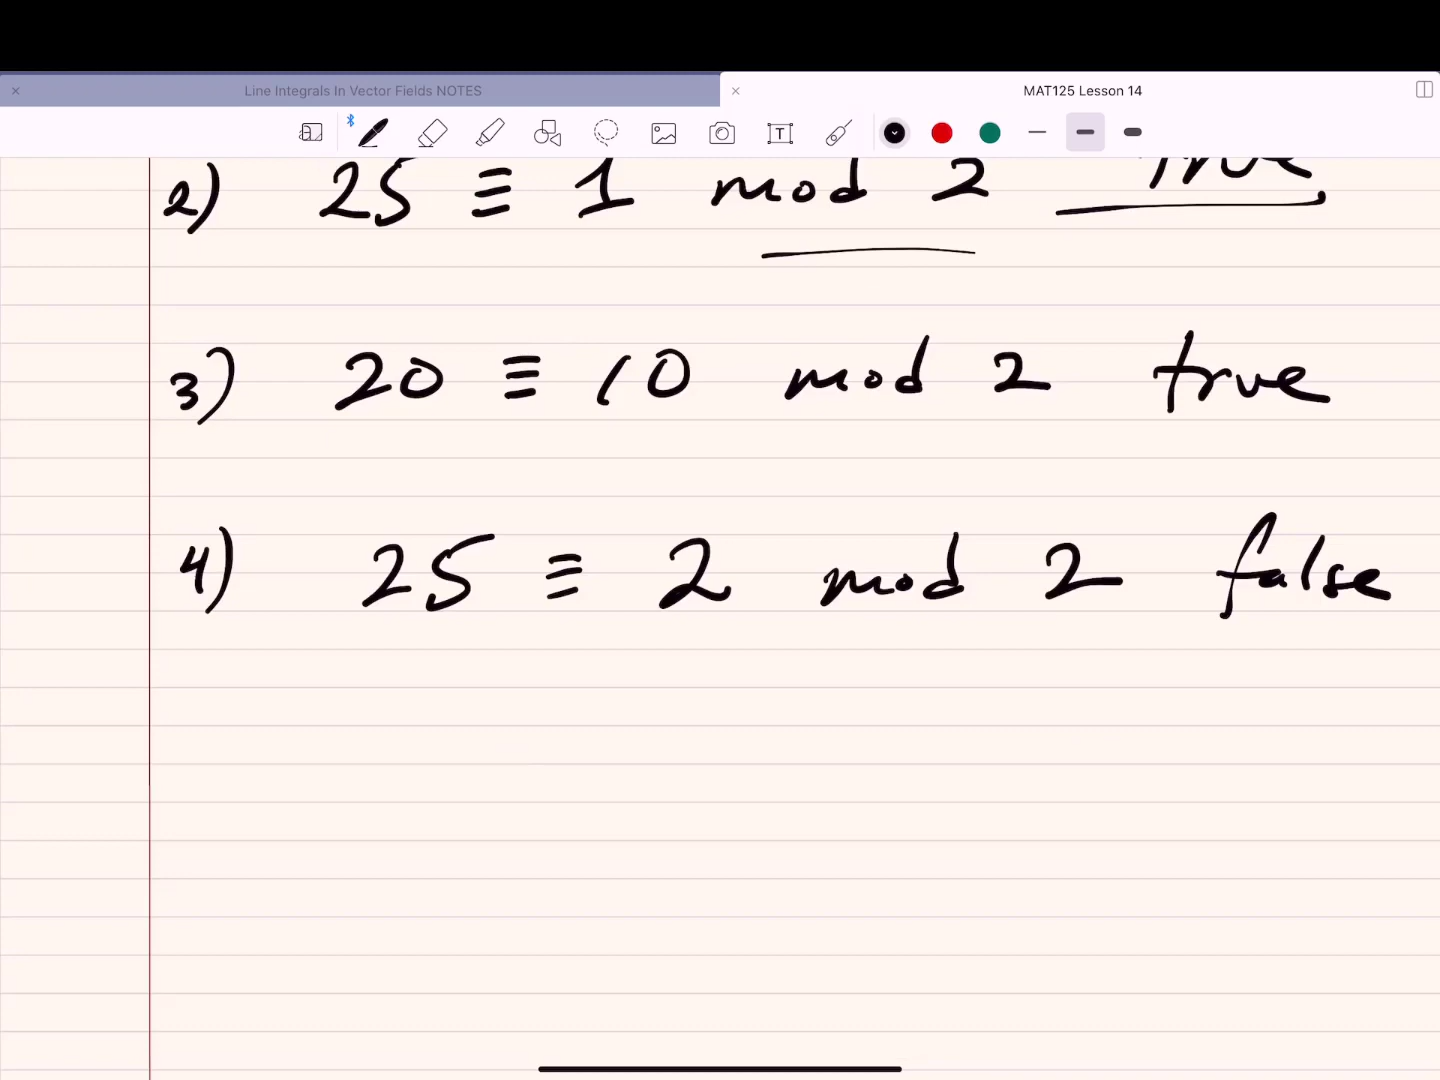 Line Integrals In Vector Fields NOTES
MAT125 Lesson 14
2) 25 ≡ 1 mod 2 True
3) 20 ≡ 10 mod 2 true
4) 25 ≡ 2 mod 2 false